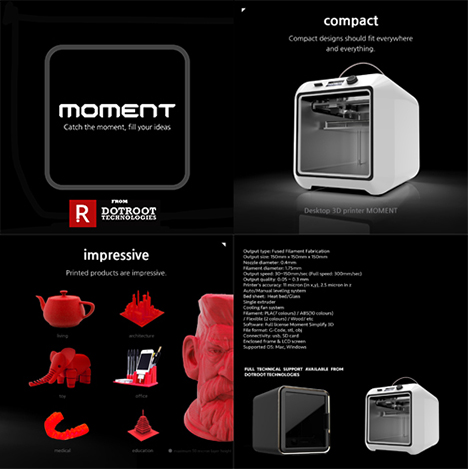 MOMENT
Catch the moment, fill your ideas
FROM
R DOTROOT
TECHNOLOGIES
compact
Compact designs should fit everywhere
and everything.
Desktop 3D printer MOMENT
impressive
Printed products are impressive.
living
architecture
toy
office
medical
education
Output type: Fused Filament Fabrication
Output size: 150mm x 150mm x 150mm
Nozzle diameter: 0.4mm
Filament diameter: 1.75mm
Output speed: 30~150mm/sec (Full speed: 300mm/sec)
Output quality: 0.05 ~ 0.3 mm
Printer's accuracy: 11 micron (in x,y), 2.5 micron in z
Auto/Manual leveling system
Bed sheet: Heat bed/Glass
Single extruder
Cooling fan system
Filament: PLA(7 colours) / ABS(10 colours)
/ Flexible (2 colours) / Wood/ etc
Software: Full license Moment Simplify 3D
File format: G-Code, stl, obj
Connectivity: usb, SD card
Enclosed frame & LCD screen
Supported OS: Mac, Windows
FULL TECHNICAL SUPPORT AVAILABLE FROM
DOTROOT TECHNOLOGIES